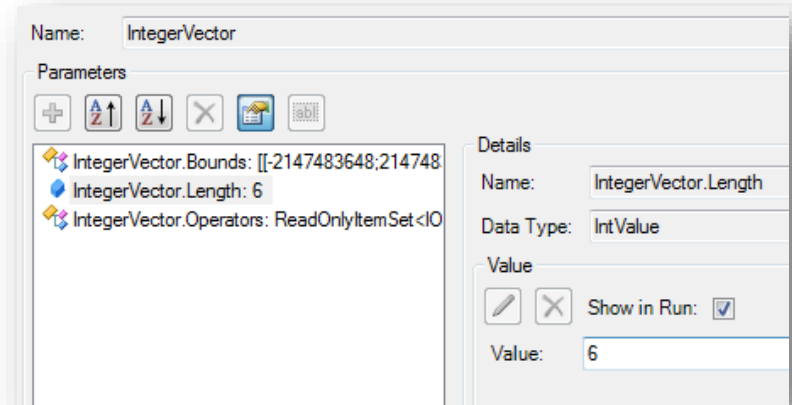 Name: IntegerVector
Parameters
IntegerVector.Bounds: [[-2147483648;214748
IntegerVector.Length: 6
IntegerVector.Operators: ReadOnlyItemSet<IO
Details
Name: IntegerVector.Length
Data Type: IntValue
Value
Show in Run:
Value: 6